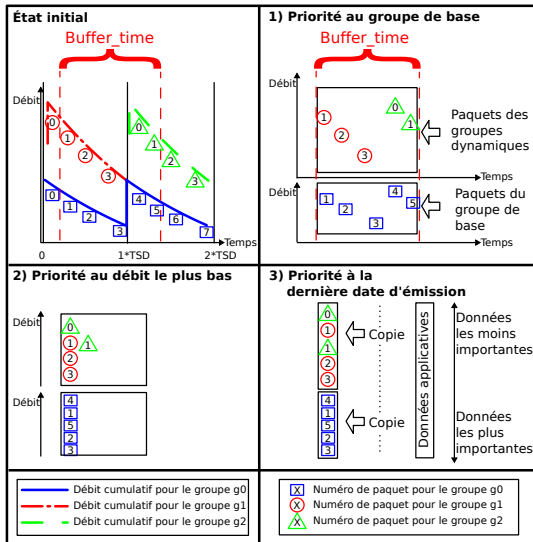 État initial
Buffer_time
Débit
0
1
2
3
0
1
2
3
0
1
2
3
4
5
6
7
Temps
0
1*TSD
2*TSD
1) Priorité au groupe de base
Buffer_time
Débit
0
1
1
2
3
Paquets des
groupes
dynamiques
Temps
Débit
1
2
3
4
5
Paquets du
groupe de
base
Temps
2) Priorité au débit le plus bas
Débit
0
1
1
2
3
Débit
4
1
5
2
3
3) Priorité à la
dernière date d'émission
0
1
1
2
3
Copie
4
1
5
2
3
Copie
Données applicatives
Données
les moins
importantes
Données
les plus
importantes
Débit cumulatif pour le groupe g0
Débit cumulatif pour le groupe g1
Débit cumulatif pour le groupe g2
X Numéro de paquet pour le groupe g0
X Numéro de paquet pour le groupe g1
X Numéro de paquet pour le groupe g2